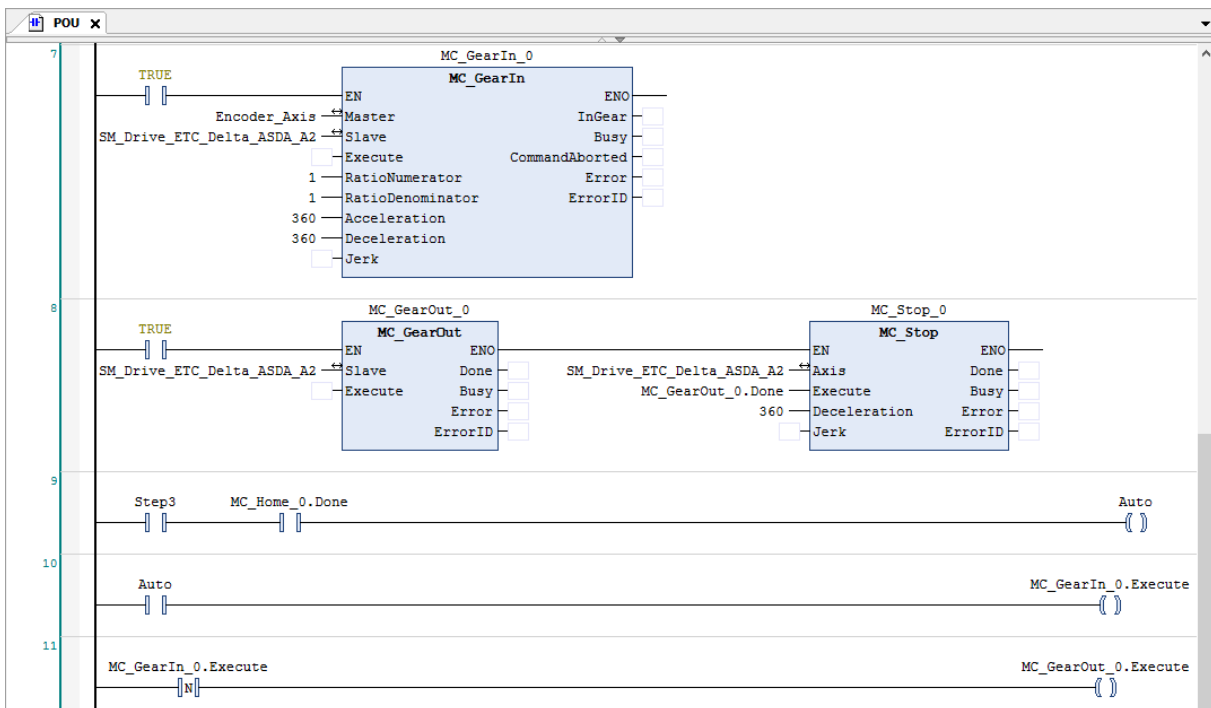 POU
7
MC_GearIn_0
TRUE
MC_GearIn
EN ENO
Encoder_Axis Master InGear
SM_Drive_ETC_Delta_ASDA_A2 Slave Busy
Execute CommandAborted
1 RatioNumerator Error
1 RatioDenominator ErrorID
360 Acceleration
360 Deceleration
Jerk
8
MC_GearOut_0 MC_Stop_0
TRUE MC_GearOut MC_Stop
EN ENO EN ENO
SM_Drive_ETC_Delta_ASDA_A2 Slave Done SM_Drive_ETC_Delta_ASDA_A2 Axis Done
Execute Busy MC_GearOut_0.Done Execute Busy
Error 360 Deceleration Error
ErrorID Jerk ErrorID
9
Step3 MC_Home_0.Done Auto
10
Auto MC_GearIn_0.Execute
11
MC_GearIn_0.Execute MC_GearOut_0.Execute
N